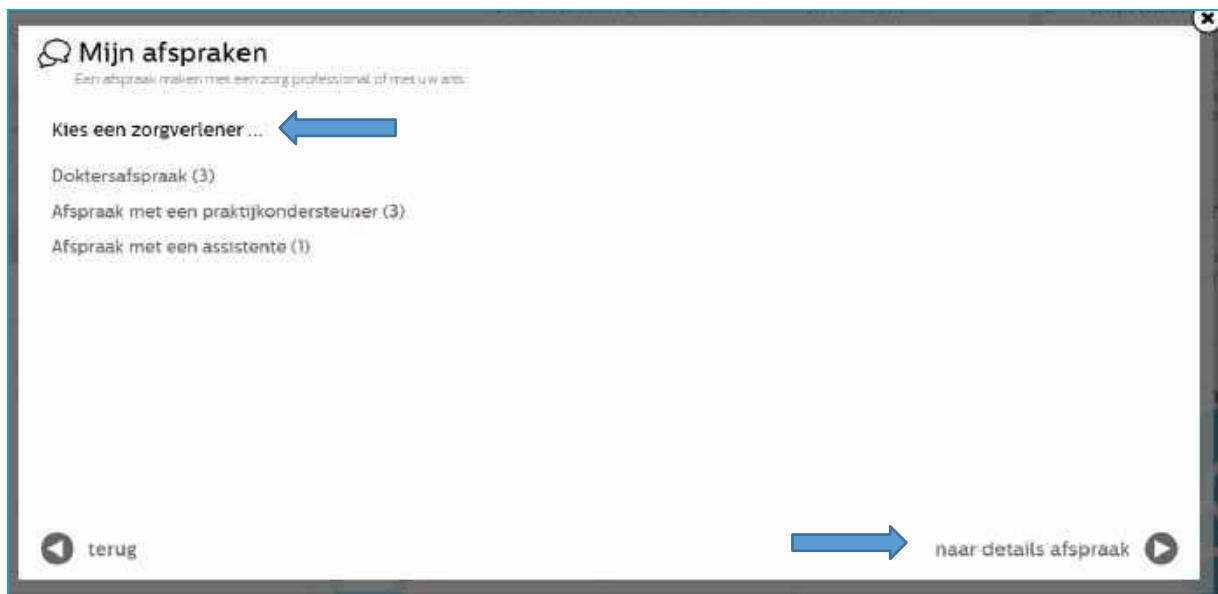 Mijn afspraken
Een afspraak maken met een zorg professional of met uw arts
Kies een zorgverlener ...
Doktersafspraak (3)
Afspraak met een praktijkondersteuner (3)
Afspraak met een assistente (1)
terug
naar details afspraak